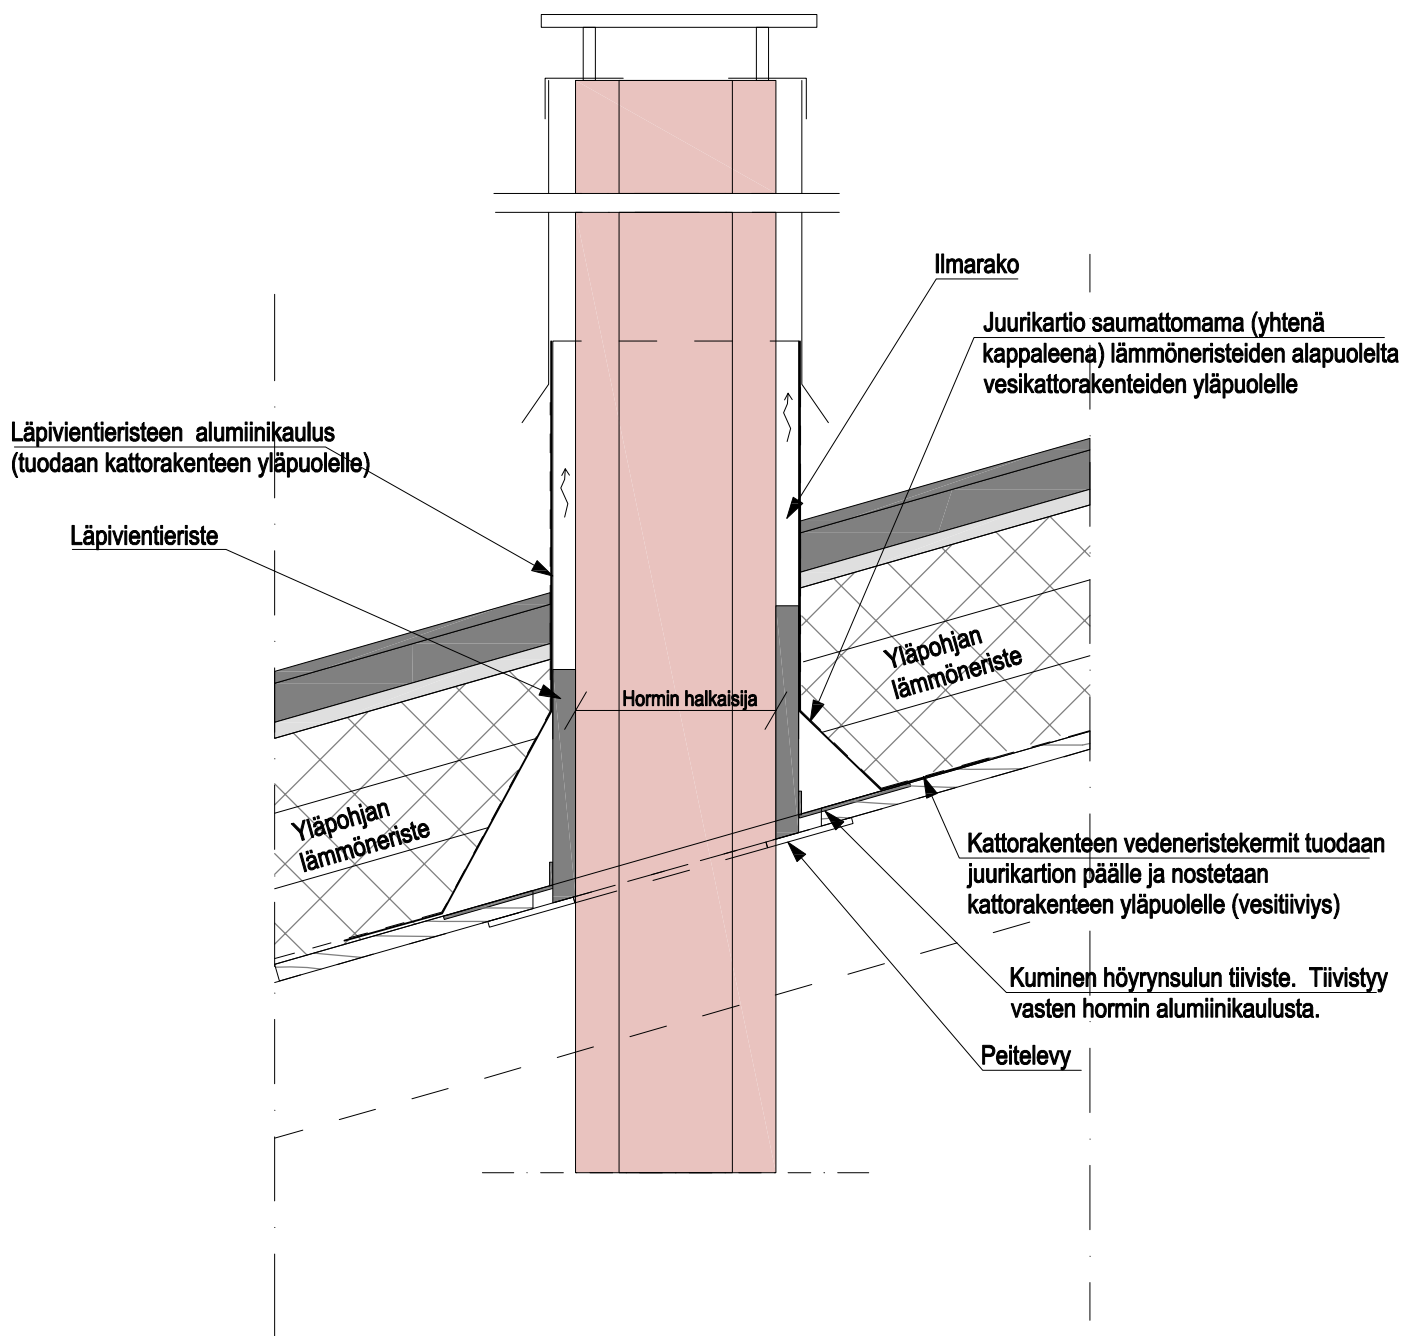 Ilmarako
Juurikartio saumattomama (yhtenä
kappaleena) lämmöneristeiden alapuolelta
vesikattorakenteiden yläpuolelle
Läpivientieristeen alumiinikaulus
(tuodaan kattorakenteen yläpuolelle)
Läpivientieriste
Yläpohjan
lämmöneriste
Hormin halkaisija
Yläpohjan
lämmöneriste
Kattorakenteen vedeneristekermit tuodaan
juurikartion päälle ja nostetaan
kattorakenteen yläpuolelle (vesitiiviys)
Kuminen höyrynsulun tiiviste. Tiivistyy
vasten hormin alumiinikaulusta.
Peitelevy